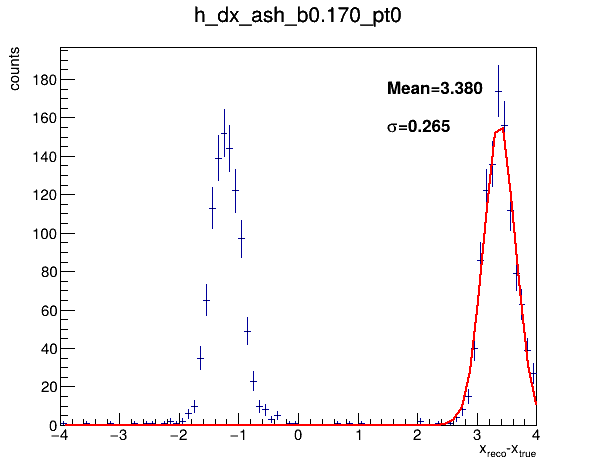 h_dx_ash_b0.170_pt0
counts
180
160
140
120
100
80
60
40
20
0
Mean=3.380
σ=0.265
−4 −3 −2 −1 0 1 2 3 4
x_reco-x_true